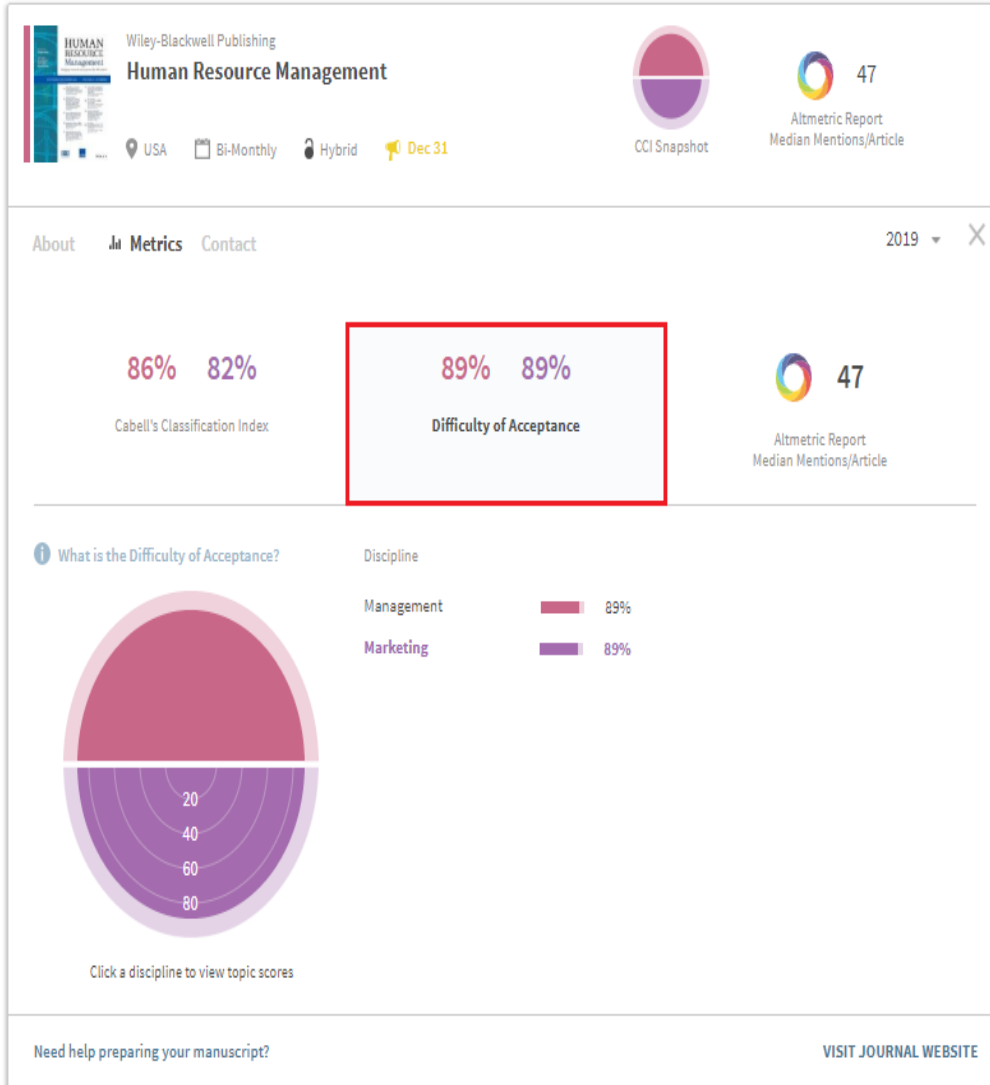 HUMAN
RESOURCE
Management
Wiley-Blackwell Publishing
Human Resource Management
USA
Bi-Monthly
Hybrid
Dec 31
CCI Snapshot
47
Altmetric Report
Median Mentions/Article
About
Metrics
Contact
2019
86% 82%
Cabell's Classification Index
89% 89%
Difficulty of Acceptance
47
Altmetric Report
Median Mentions/Article
What is the Difficulty of Acceptance?
20
40
60
80
Click a discipline to view topic scores
Discipline
Management 89%
Marketing 89%
Need help preparing your manuscript?
VISIT JOURNAL WEBSITE